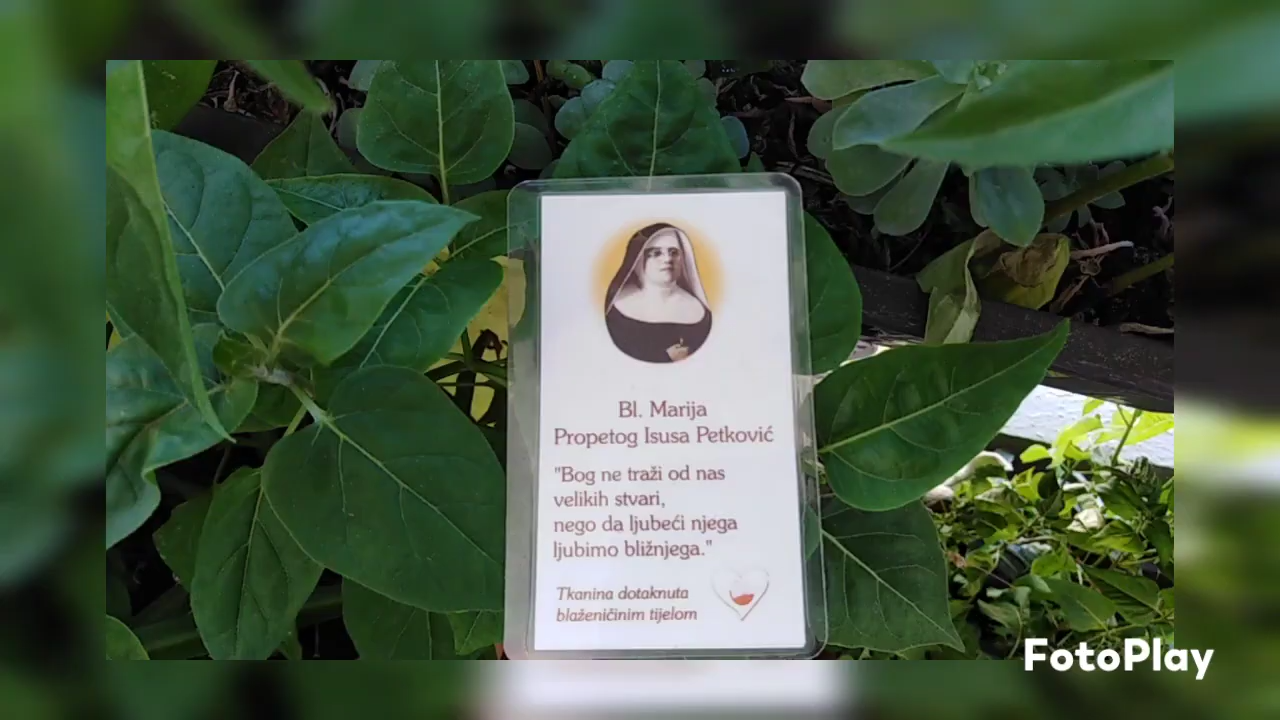 Bl. Marija
Propetog Isusa Petković
"Bog ne traži od nas
velikih stvari,
nego da ljubeći njega
ljubimo bližnjega."
Tkanina dotaknuta
blaženičinim tijelom
FotoPlay